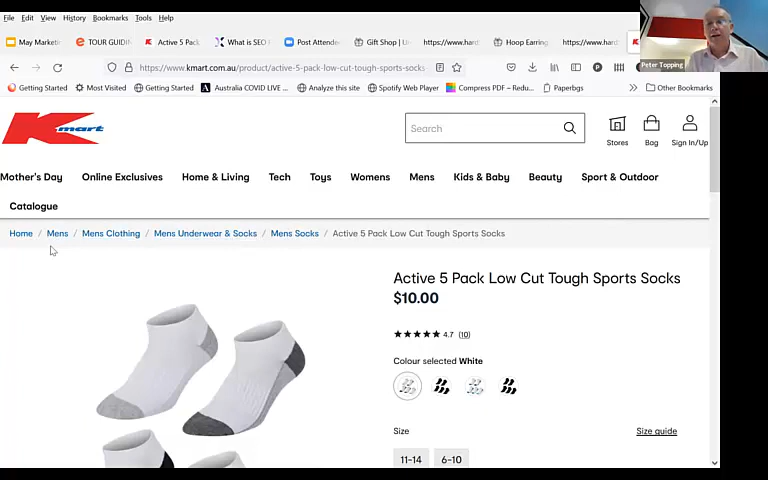 File Edit View History Bookmarks Tools Help
May Marketi TOUR GUIDI Active 5 Pack What is SEO Post Attende Gift Shop | U https://www.hard Hoop Earring https://www.hard
https://www.kmart.com.au/product/active-5-pack-low-cut-tough-sports-socks
Peter Topping
Getting Started Most Visited Getting Started Australia COVID LIVE ... Analyze this site Spotify Web Player Compress PDF – Redu... Paperbgs Other Bookmarks
Kmart
Search
Stores Bag Sign In/Up
Mother's Day Online Exclusives Home & Living Tech Toys Womens Mens Kids & Baby Beauty Sport & Outdoor
Catalogue
Home / Mens / Mens Clothing / Mens Underwear & Socks / Mens Socks / Active 5 Pack Low Cut Tough Sports Socks
Active 5 Pack Low Cut Tough Sports Socks
$10.00
4.7 (10)
Colour selected White
Size Size guide
11-14 6-10